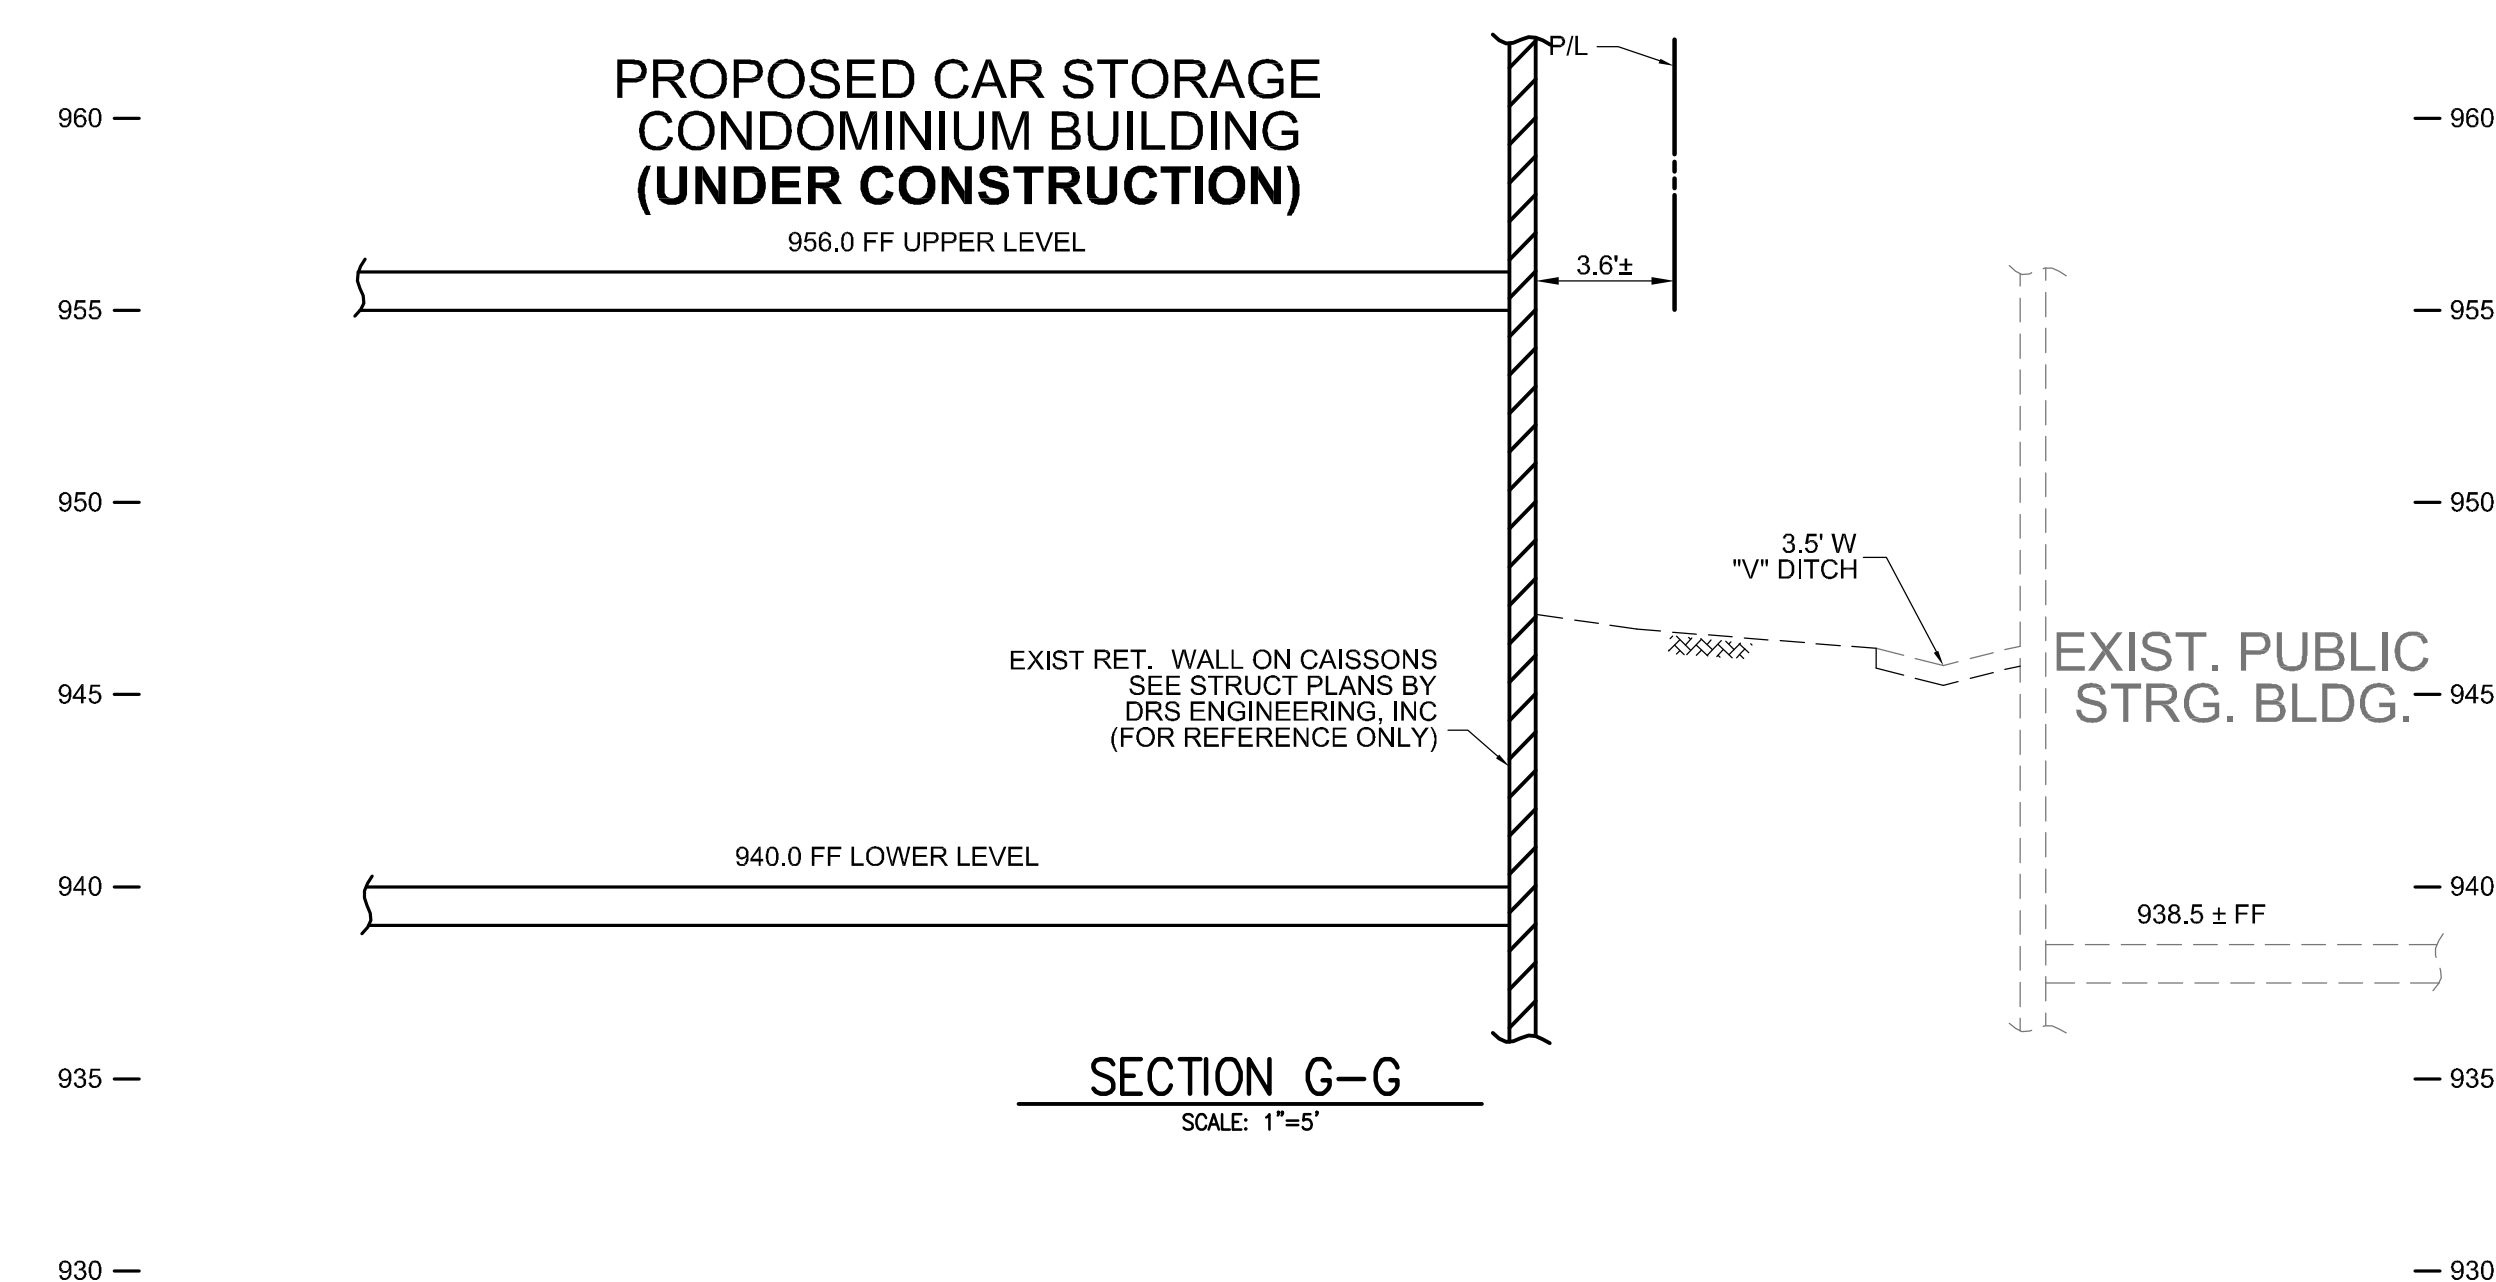 P/L
PROPOSED CAR STORAGE
CONDOMINIUM BUILDING
(UNDER CONSTRUCTION)
960
960
956.0 FF UPPER LEVEL
3.6'±
955
955
950
950
3.5' W
"V" DITCH
EXIST RET. WALL ON CAISSONS
SEE STRUCT PLANS BY
DRS ENGINEERING, INC
(FOR REFERENCE ONLY)
EXIST. PUBLIC
STRG. BLDG.
945
945
940.0 FF LOWER LEVEL
940
940
938.5 ± FF
SECTION G-G
SCALE: 1"=5'
935
935
930
930